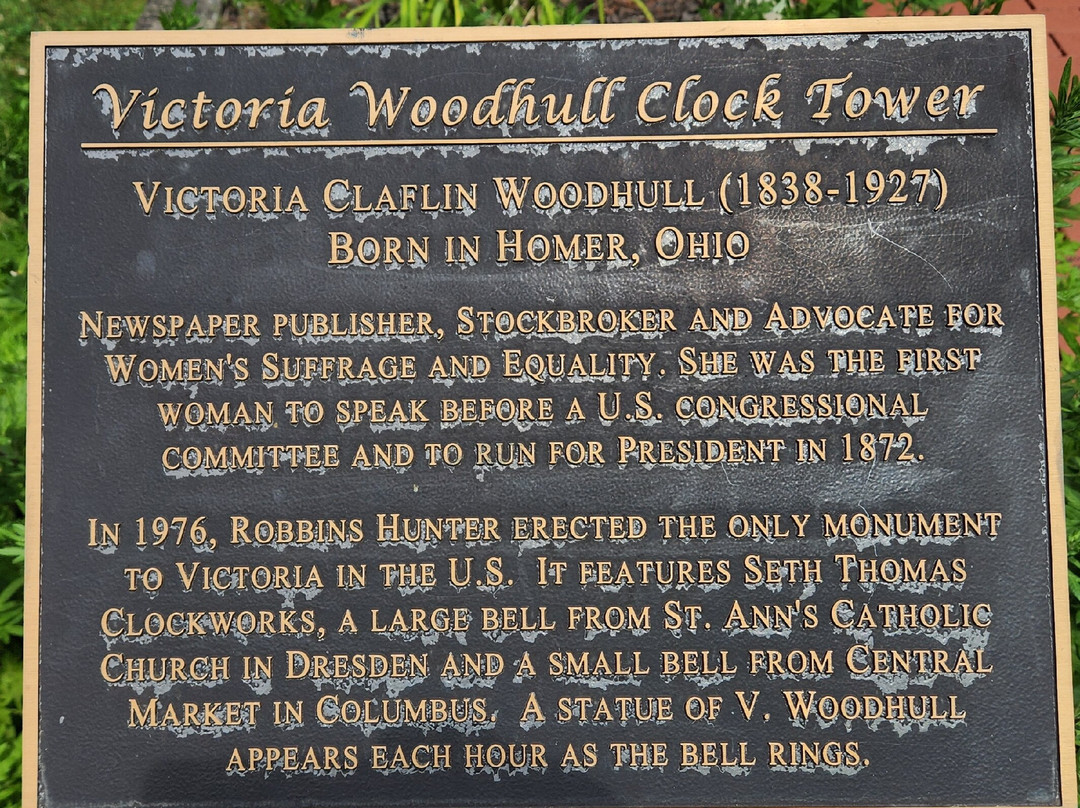 Victoria Woodhull Clock Tower
VICTORIA CLAFLIN WOODHULL (1838-1927)
BORN IN HOMER, OHIO
NEWSPAPER PUBLISHER, STOCKBROKER AND ADVOCATE FOR
WOMEN'S SUFFRAGE AND EQUALITY. SHE WAS THE FIRST
WOMAN TO SPEAK BEFORE A U.S. CONGRESSIONAL
COMMITTEE AND TO RUN FOR PRESIDENT IN 1872.
IN 1976, ROBBINS HUNTER ERECTED THE ONLY MONUMENT
TO VICTORIA IN THE U.S. IT FEATURES SETH THOMAS
CLOCKWORKS, A LARGE BELL FROM ST. ANN'S CATHOLIC
CHURCH IN DRESDEN AND A SMALL BELL FROM CENTRAL
MARKET IN COLUMBUS. A STATUE OF V. WOODHULL
APPEARS EACH HOUR AS THE BELL RINGS.